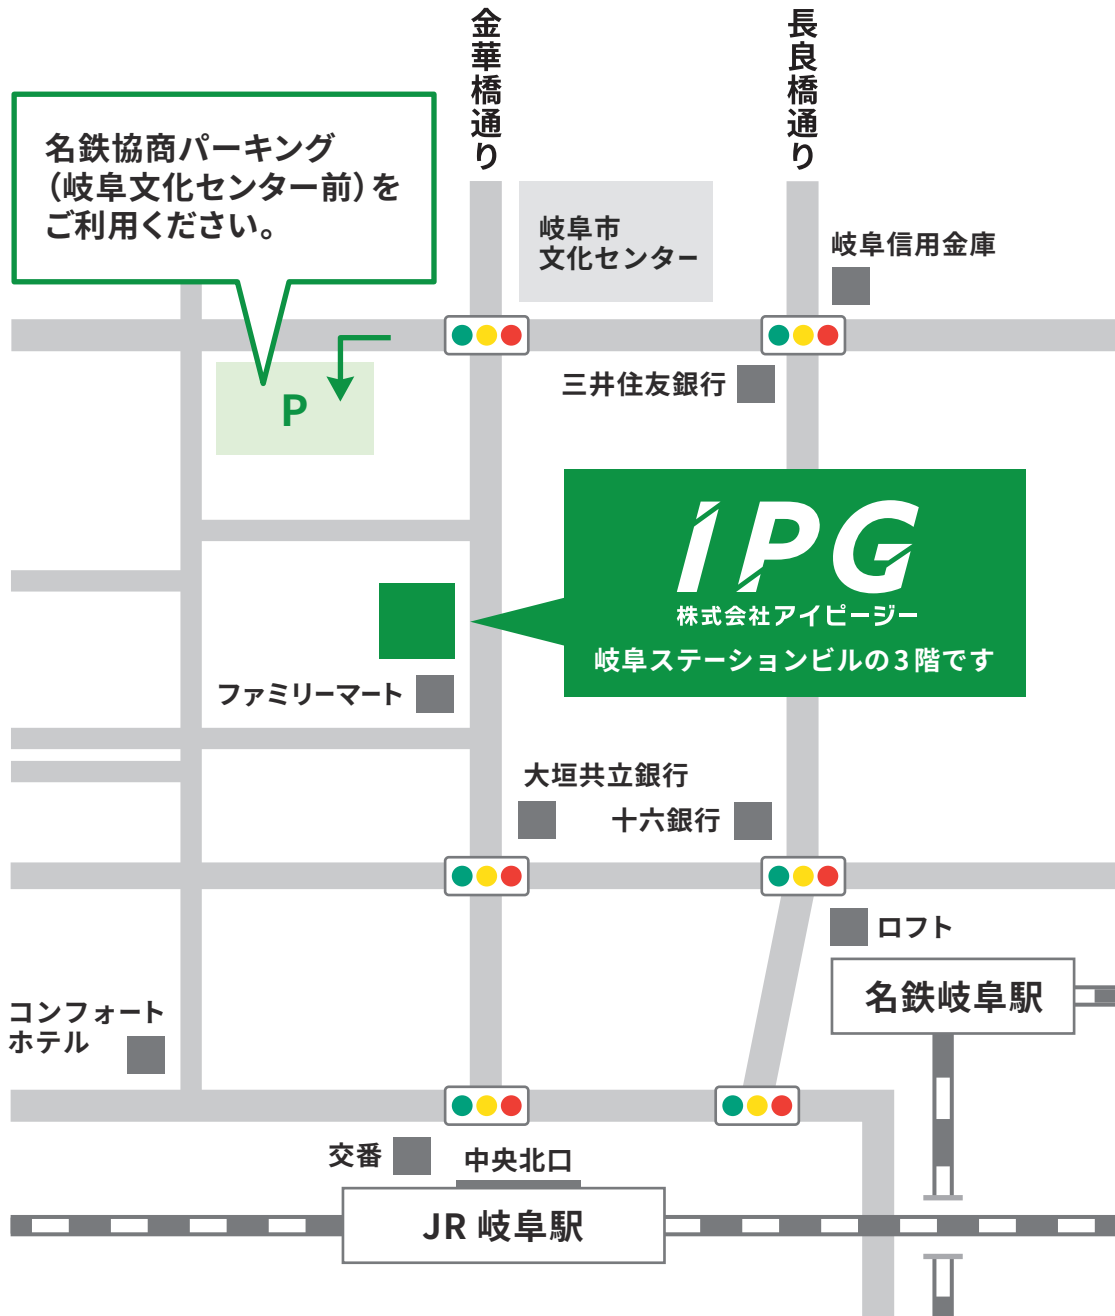 金華橋通り
長良橋通り
名鉄協商パーキング
（岐阜文化センター前）を
ご利用ください。
岐阜市
文化センター
岐阜信用金庫
三井住友銀行
P
IPG
株式会社アイピージー
岐阜ステーションビルの3階です
ファミリーマート
大垣共立銀行
十六銀行
ロフト
名鉄岐阜駅
コンフォート
ホテル
交番
中央北口
JR 岐阜駅